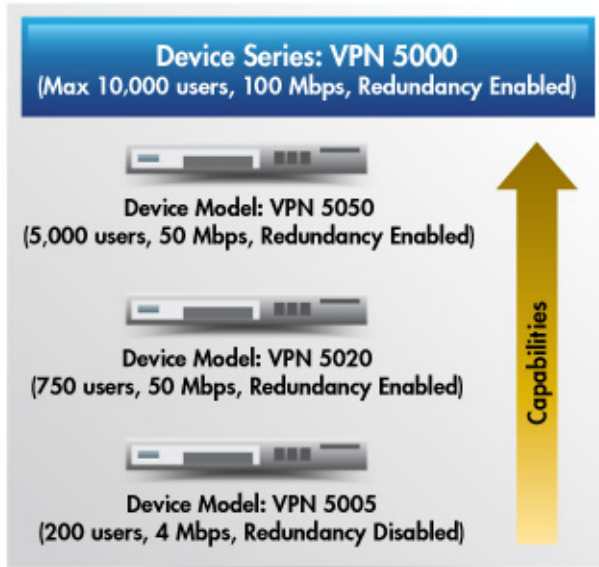 Device Series: VPN 5000
(Max 10,000 users, 100 Mbps, Redundancy Enabled)
Device Model: VPN 5050
(5,000 users, 50 Mbps, Redundancy Enabled)
Device Model: VPN 5020
(750 users, 50 Mbps, Redundancy Enabled)
Device Model: VPN 5005
(200 users, 4 Mbps, Redundancy Disabled)
Capabilities